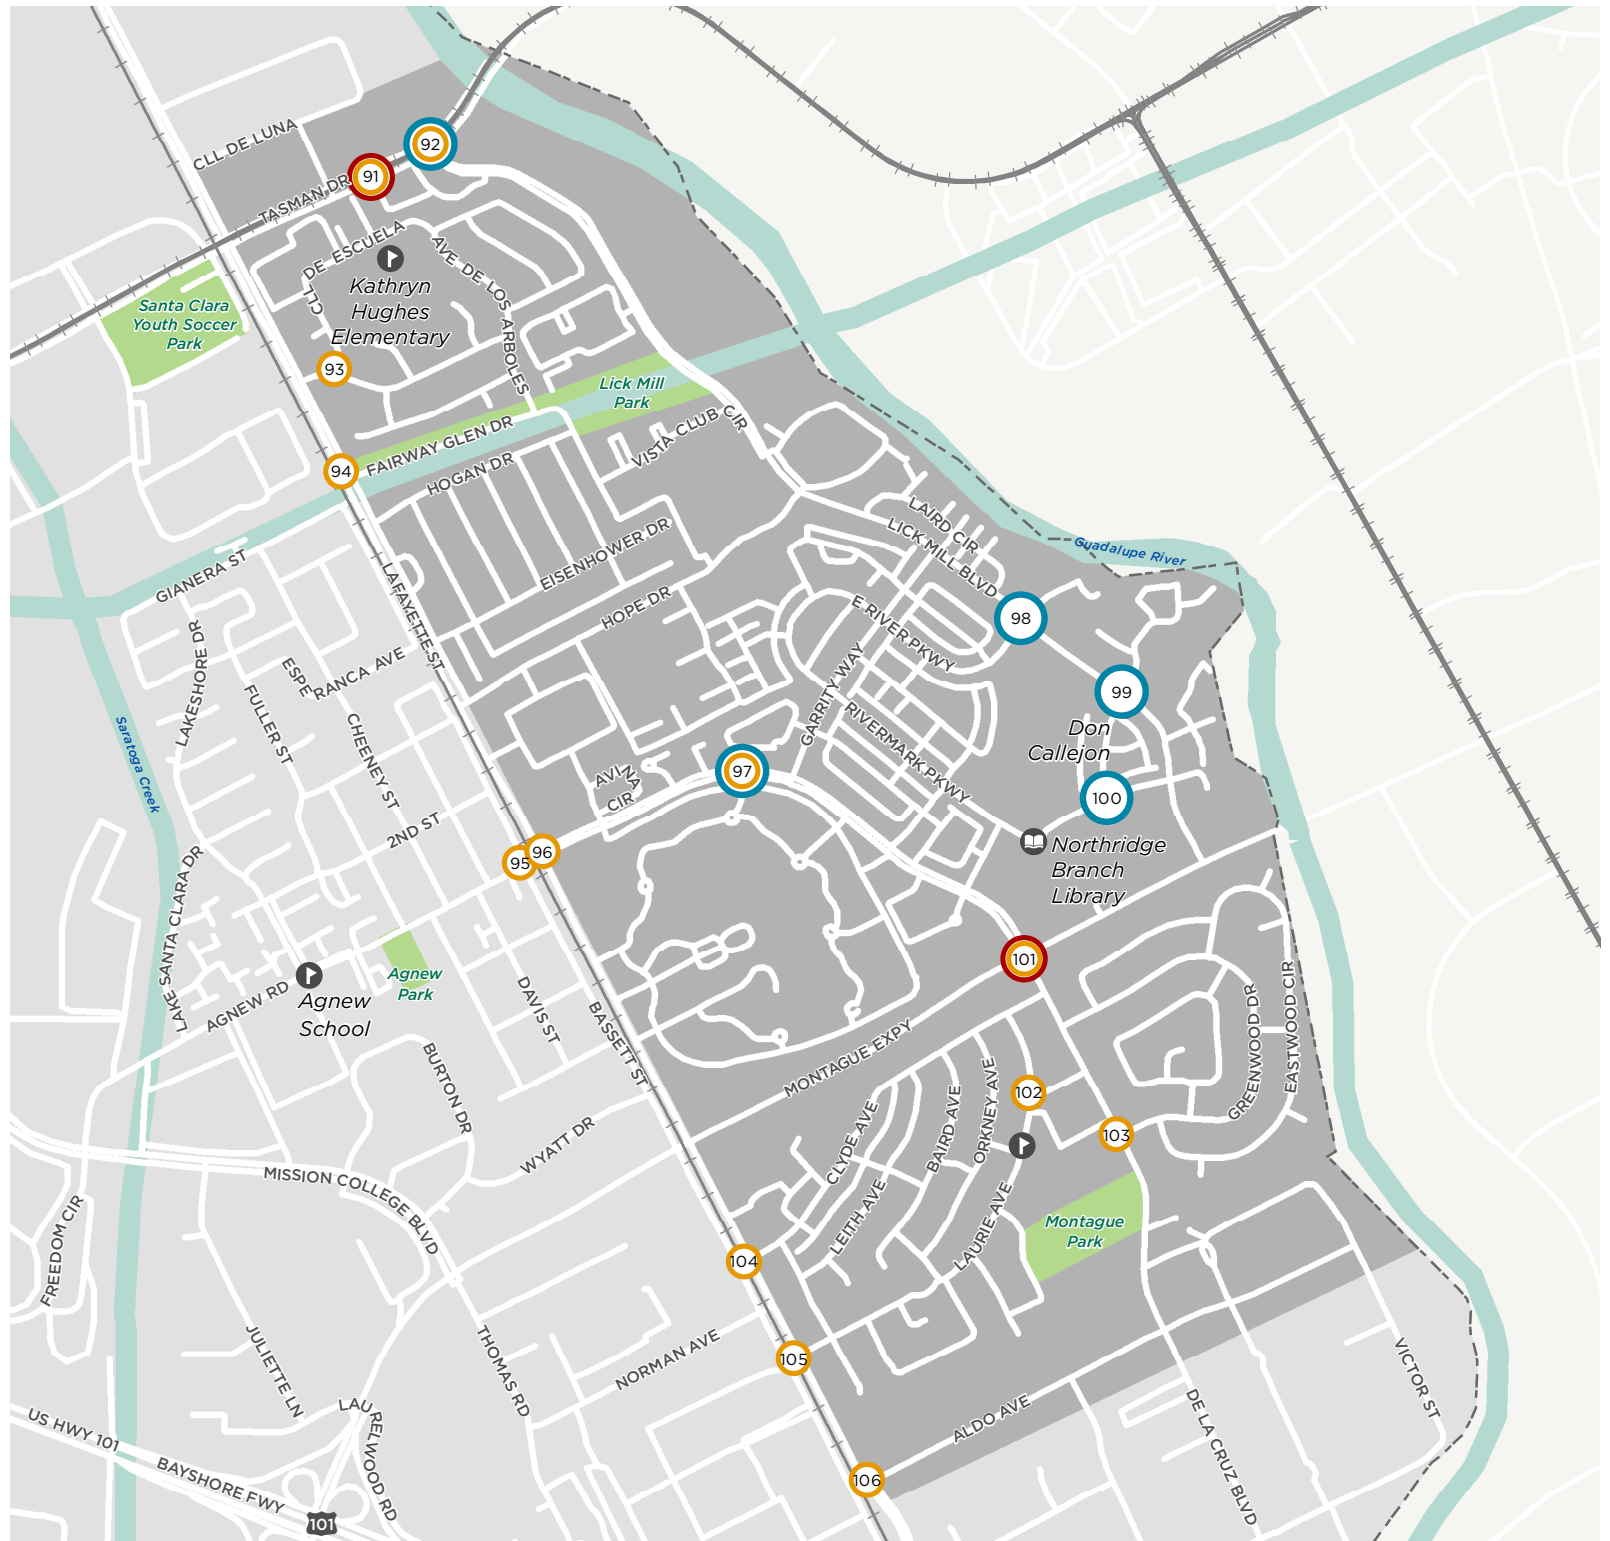 CLL DE LUNA
92
91
TASMAN DR
CLL DE ESCUELA
AVE DE LOS ARBOLES
Kathryn
Hughes
Elementary
Santa Clara
Youth Soccer
Park
93
Lick Mill
Park
VISTA CLUB CIR
FAIRWAY GLEN DR
94
HOGAN DR
LAIRD CIR
LICK MILL BLVD
Guadalupe River
EISENHOWER DR
GIANERA ST
LAFAYETTE ST
HOPE DR
E RIVER PKWY
98
LAKESHORE DR
ESPERANCA AVE
FULLER ST
CHEENEY ST
GARRITY WAY
99
RIVERMARK PKWY
Don
Callejon
Saratoga Creek
AVINA CIR
97
100
2ND ST
95
96
Northridge
Branch
Library
LAKE SANTA CLARA DR
101
Agnew
Park
AGNEW RD
Agnew
School
DAVIS ST
BASSETT ST
GREENWOOD DR
EASTWOOD CIR
MONTAGUE EXPY
BURTON DR
102
ORKNEY AVE
BAIRD AVE
CLYDE AVE
103
WYATT DR
MISSION COLLEGE BLVD
LEITH AVE
LAURIE AVE
Montague
Park
FREEDOM CIR
104
JULIETTE LN
THOMAS RD
NORMAN AVE
105
VICTOR ST
LAURELWOOD RD
US HWY 101
ALDO AVE
DE LA CRUZ BLVD
BAYSHORE FWY
106
101